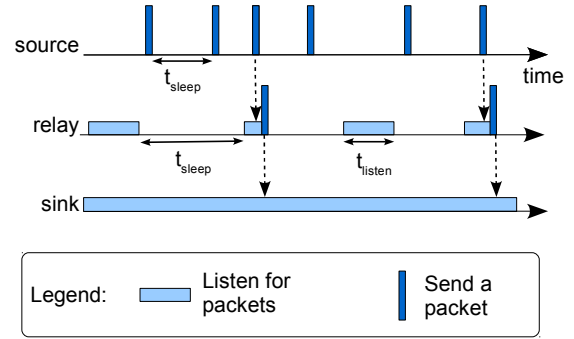 source
time
t_sleep
relay
t_sleep
t_listen
sink
Legend:
Listen for
packets
Send a
packet